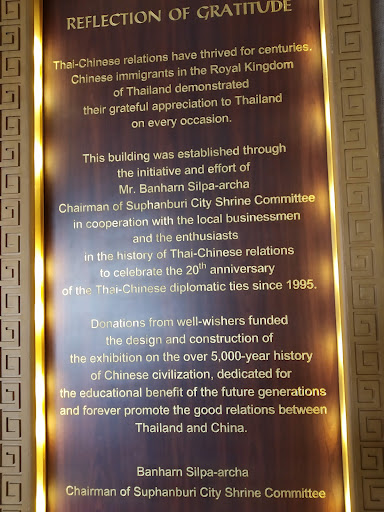 REFLECTION OF GRATITUDE
Thai-Chinese relations have thrived for centuries.
Chinese immigrants in the Royal Kingdom
of Thailand demonstrated
their grateful appreciation to Thailand
on every occasion.
This building was established through
the initiative and effort of
Mr. Banharn Silpa-archa
Chairman of Suphanburi City Shrine Committee
in cooperation with the local businessmen
and the enthusiasts
in the history of Thai-Chinese relations
to celebrate the 20th anniversary
of the Thai-Chinese diplomatic ties since 1995.
Donations from well-wishers funded
the design and construction of
the exhibition on the over 5,000-year history
of Chinese civilization, dedicated for
the educational benefit of the future generations
and forever promote the good relations between
Thailand and China.
Banharn Silpa-archa
Chairman of Suphanburi City Shrine Committee